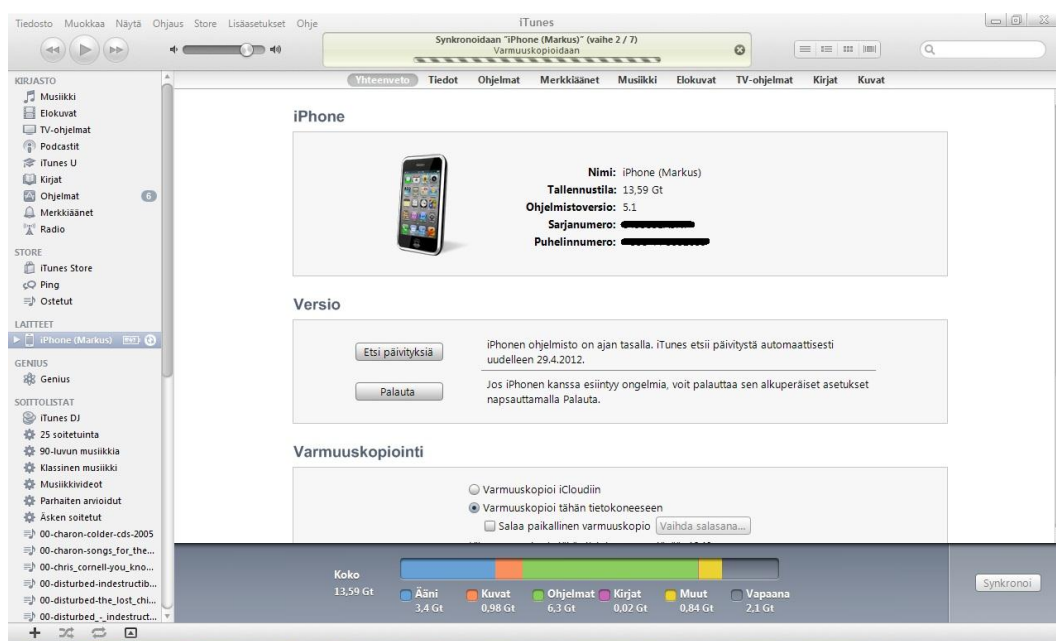 Tiedosto Muokkaa Näytä Ohjaus Store Lisäasetukset Ohje
iTunes
Synkronoidaan "iPhone (Markus)" (vaihe 2 / 7)
Varmuuskopioidaan
Yhteenveto Tiedot Ohjelmat Merkkiäänet Musiikki Elokuvat TV-ohjelmat Kirjat Kuvat
KIRJASTO
Musiikki
Elokuvat
TV-ohjelmat
Podcastit
iTunes U
Kirjat
Ohjelmat 6
Merkkiäänet
Radio
STORE
iTunes Store
Ping
Ostetut
LAITTEET
iPhone (Markus)
GENIUS
Genius
SOITTOLISTAT
iTunes DJ
25 soitetuinta
90-luvun musiikkia
Klassinen musiikki
Musiikkivideot
Parhaiten arvioidut
Äsken soitetut
00-charon-colder-cds-2005
00-charon-songs_for_the...
00-chris_cornell-you_kno...
00-disturbed-indestructib...
00-disturbed-the_lost_chi...
00-disturbed_-_indestruct...
iPhone
Nimi: iPhone (Markus)
Tallennustila: 13,59 Gt
Ohjelmistoversio: 5.1
Sarjanumero:
Puhelinnumero:
Versio
Etsi päivityksiä
iPhonen ohjelmisto on ajan tasalla. iTunes etsii päivitystä automaattisesti
uudelleen 29.4.2012.
Palauta
Jos iPhonen kanssa esiintyy ongelmia, voit palauttaa sen alkuperäiset asetukset
napsauttamalla Palauta.
Varmuuskopiointi
Varmuuskopioi iCloudiin
Varmuuskopioi tähän tietokoneeseen
Salaa paikallinen varmuuskopio Vaihda salasana...
Koko
13,59 Gt
Ääni Kuvat Ohjelmat Kirjat Muut Vapaana
3,4 Gt 0,98 Gt 6,3 Gt 0,02 Gt 0,84 Gt 2,1 Gt
Synkronoi